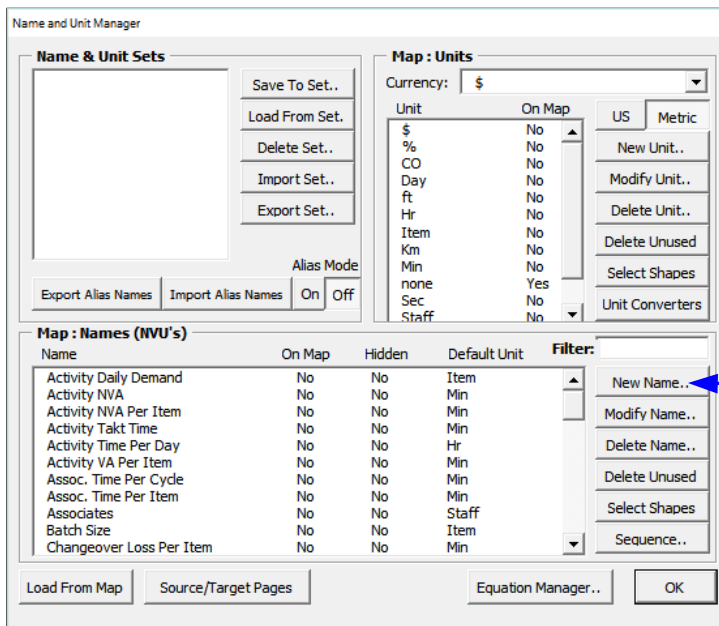 Name and Unit Manager
Name & Unit Sets
Save To Set..
Load From Set.
Delete Set..
Import Set..
Export Set..
Alias Mode
Export Alias Names Import Alias Names On Off
Map : Units
Currency: $
Unit On Map
$ No
% No
CO No
Day No
ft No
Hr No
Item No
Km No
Min No
none Yes
Sec No
Staff No
US Metric
New Unit..
Modify Unit..
Delete Unit..
Delete Unused
Select Shapes
Unit Converters
Map : Names (NVU's)
Name On Map Hidden Default Unit Filter:
Activity Daily Demand No No Item
Activity NVA No No Min
Activity NVA Per Item No No Min
Activity Takt Time No No Min
Activity Time Per Day No No Hr
Activity VA Per Item No No Min
Assoc. Time Per Cycle No No Min
Assoc. Time Per Item No No Min
Associates No No Staff
Batch Size No No Item
Changeover Loss Per Item No No Min
New Name..
Modify Name..
Delete Name..
Delete Unused
Select Shapes
Sequence..
Load From Map Source/Target Pages Equation Manager.. OK